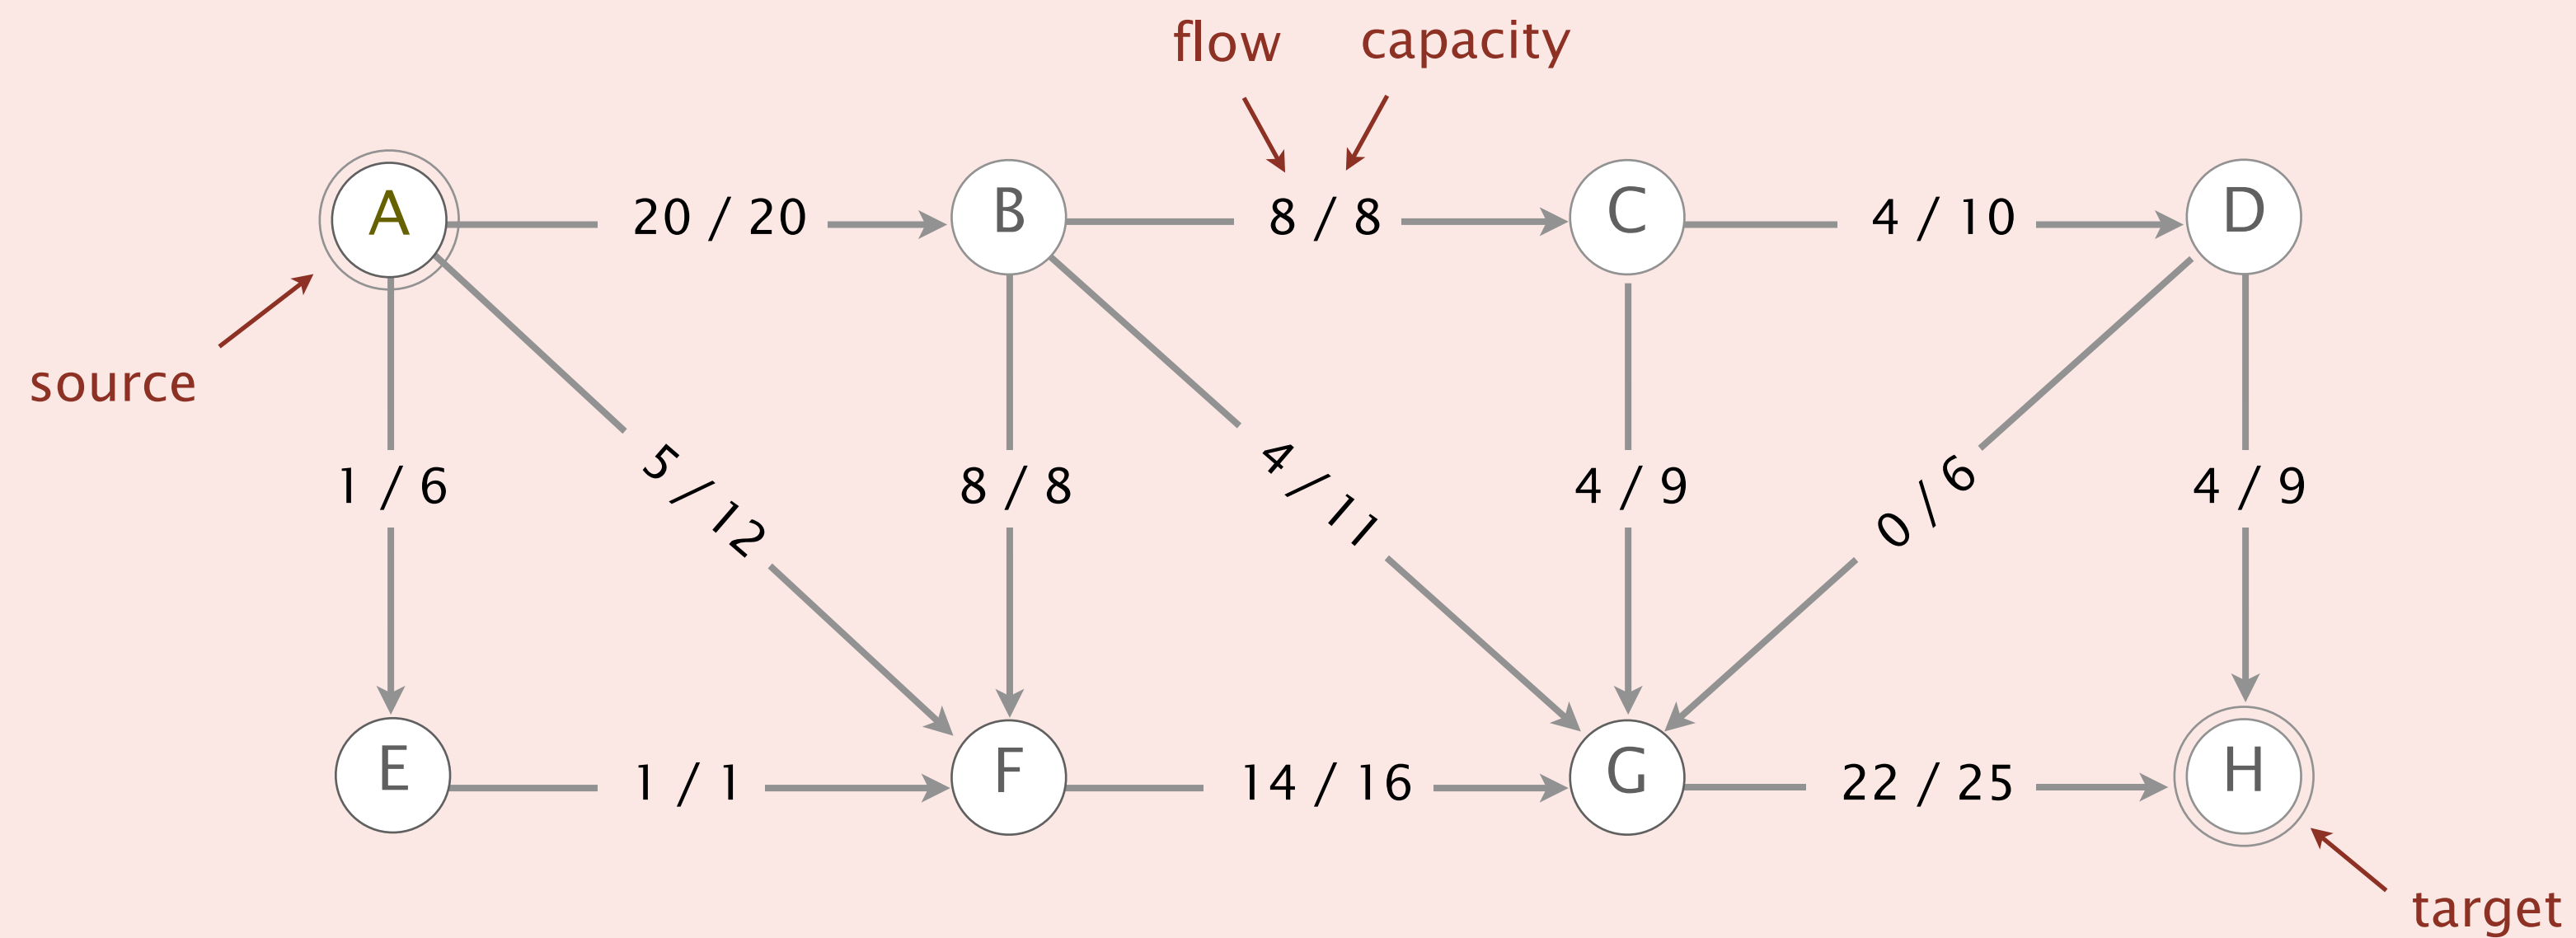 flow capacity
A 20 / 20 B 8 / 8 C 4 / 10 D
source
1 / 6 5 / 12 8 / 8 4 / 11 4 / 9 0 / 6 4 / 9
E 1 / 1 F 14 / 16 G 22 / 25 H
target